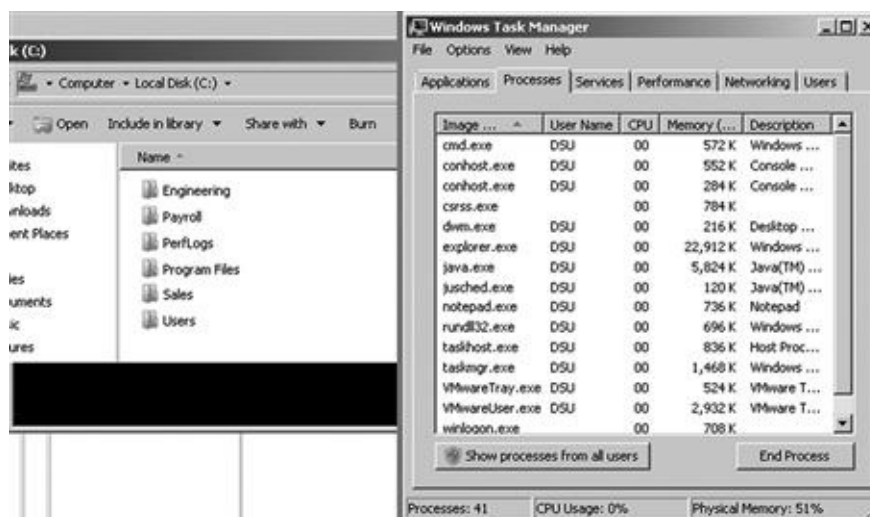 k (C:)
Computer Local Disk (C:)
Open Include in library Share with Burn
Name
ites
ktop
wnloads
ent Places
ies
uments
ic
ures
Engineering
Payroll
PerfLogs
Program Files
Sales
Users
Windows Task Manager
File Options View Help
Applications Processes Services Performance Networking Users
Image ... User Name CPU Memory (... Description
cmd.exe DSU 00 572 K Windows ...
conhost.exe DSU 00 552 K Console ...
conhost.exe DSU 00 284 K Console ...
csrss.exe 00 784 K
dwm.exe DSU 00 216 K Desktop ...
explorer.exe DSU 00 22,912 K Windows ...
java.exe DSU 00 5,824 K Java(TM) ...
jusched.exe DSU 00 120 K Java(TM) ...
notepad.exe DSU 00 736 K Notepad
rundll32.exe DSU 00 696 K Windows ...
taskhost.exe DSU 00 836 K Host Proc...
taskmgr.exe DSU 00 1,468 K Windows ...
VMwareTray.exe DSU 00 524 K VMware T...
VMwareUser.exe DSU 00 2,932 K VMware T...
winlogon.exe 00 708 K
Show processes from all users End Process
Processes: 41 CPU Usage: 0% Physical Memory: 51%